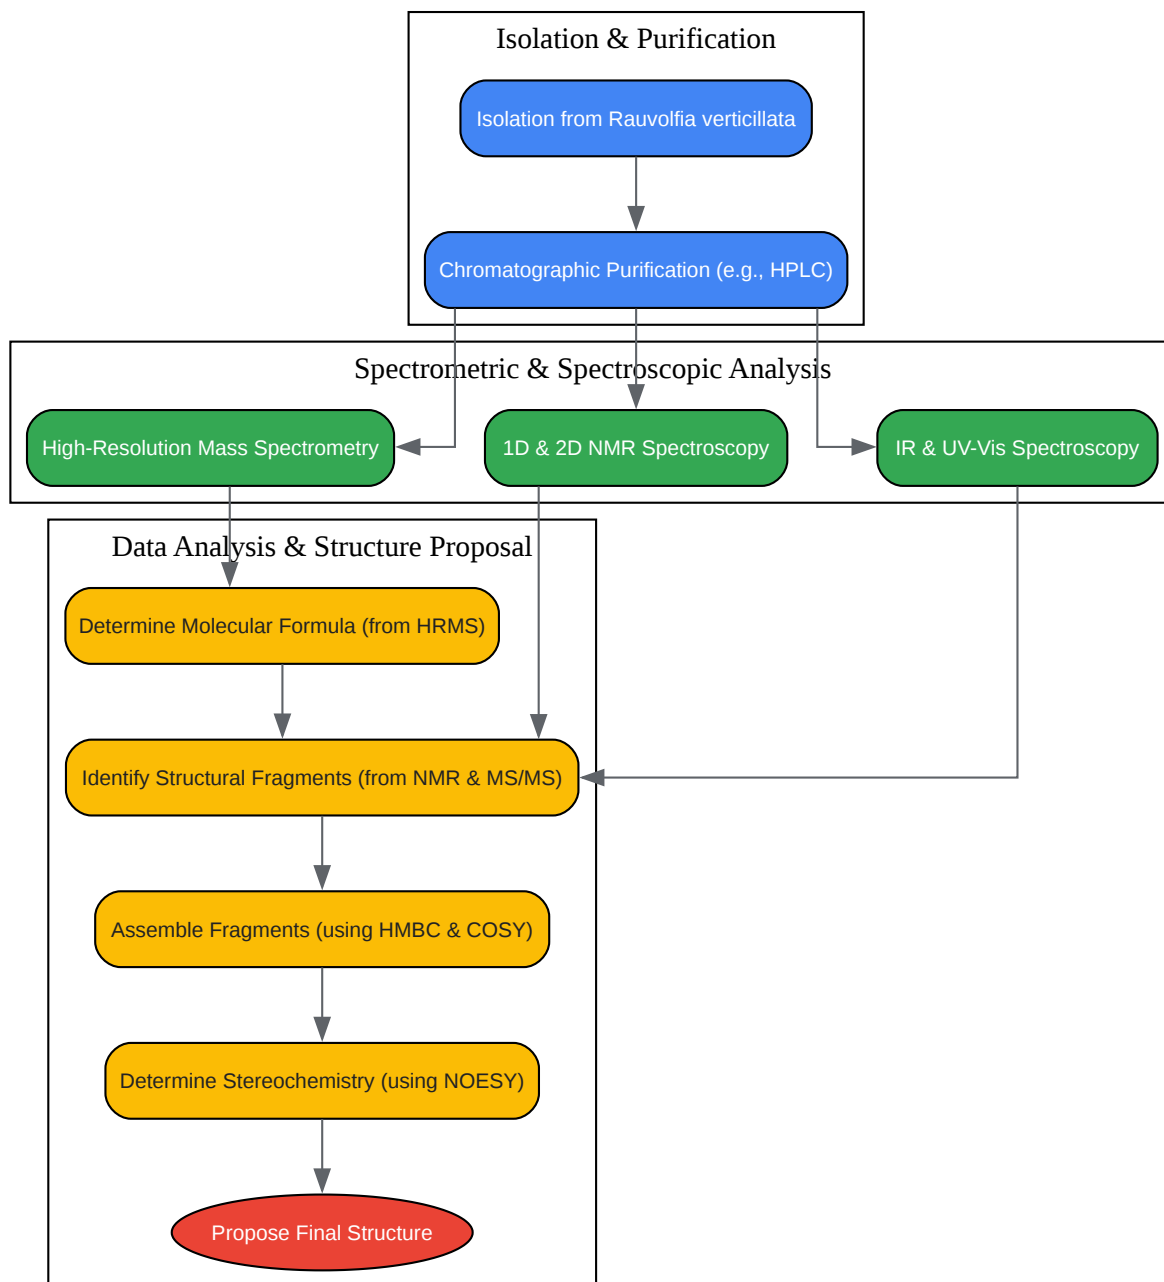 Isolation & Purification
Isolation from Rauvolfia verticillata
Chromatographic Purification (e.g., HPLC)
Spectrometric & Spectroscopic Analysis
High-Resolution Mass Spectrometry
1D & 2D NMR Spectroscopy
IR & UV-Vis Spectroscopy
Data Analysis & Structure Proposal
Determine Molecular Formula (from HRMS)
Identify Structural Fragments (from NMR & MS/MS)
Assemble Fragments (using HMBC & COSY)
Determine Stereochemistry (using NOESY)
Propose Final Structure